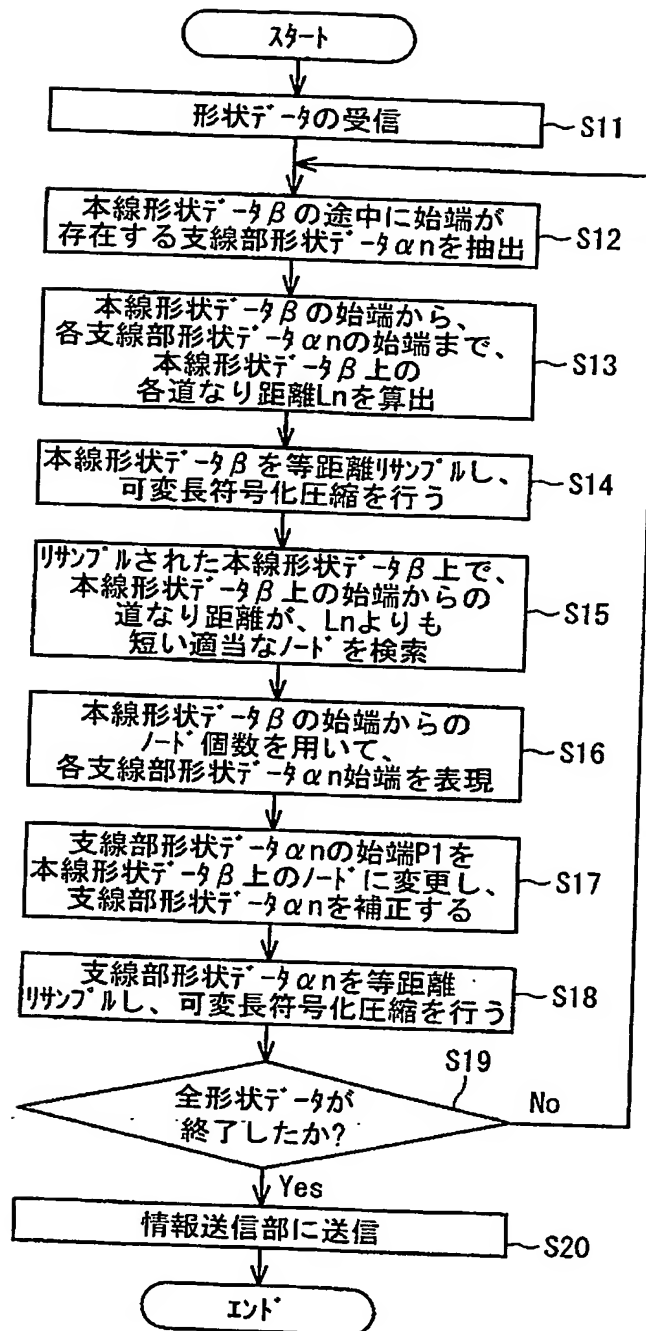 スタート
形状データの受信
S11
本線形状データβの途中に始端が
存在する支線部形状データαnを抽出
S12
本線形状データβの始端から、
各支線部形状データαnの始端まで、
本線形状データβ上の
各道なり距離Lnを算出
S13
本線形状データβを等距離リサンプルし、
可変長符号化圧縮を行う
S14
リサンプルされた本線形状データβ上で、
本線形状データβ上の始端からの
道なり距離が、Lnよりも
短い適当なノードを検索
S15
本線形状データβの始端からの
ノード個数を用いて、
各支線部形状データαn始端を表現
S16
支線部形状データαnの始端P1を
本線形状データβ上のノードに変更し、
支線部形状データαnを補正する
S17
支線部形状データαnを等距離
リサンプルし、可変長符号化圧縮を行う
S18
S19
全形状データが
終了したか?
No
Yes
情報送信部に送信
S20
エンド